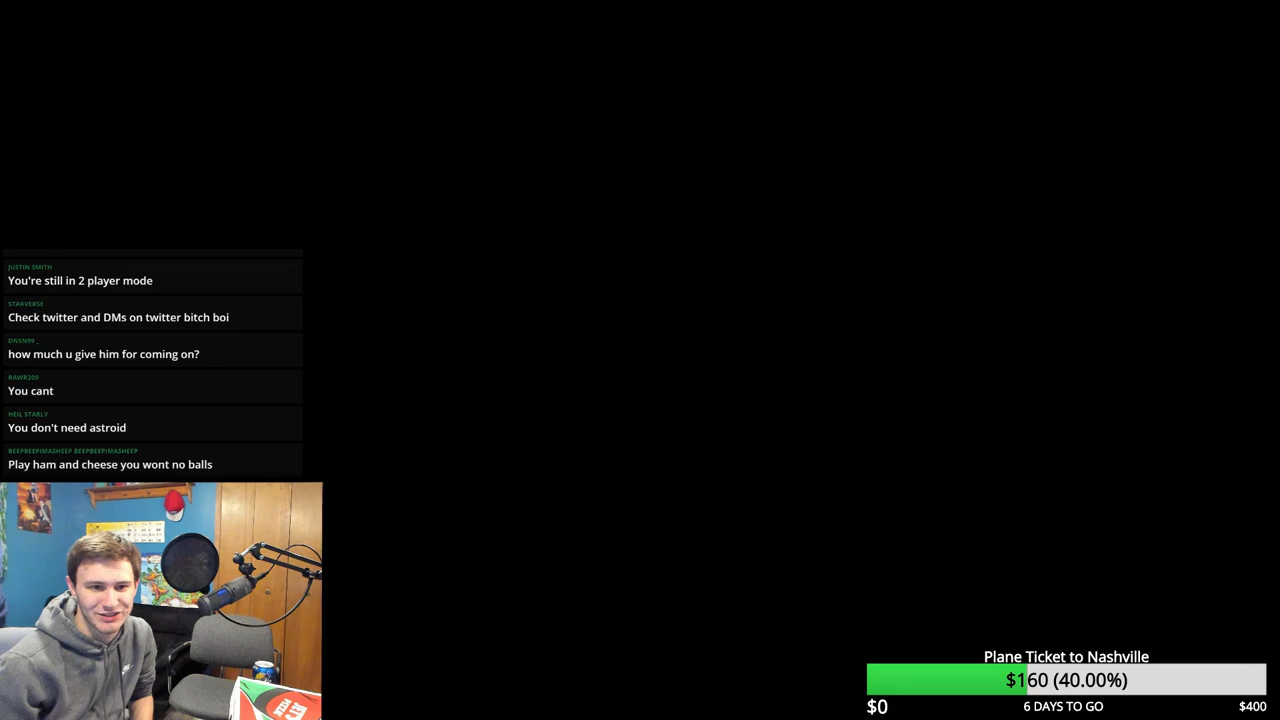 JUSTIN SMITH
You're still in 2 player mode
STARVERSE
Check twitter and DMs on twitter bitch boi
DNSN99 _
how much u give him for coming on?
RAWR209
You cant
HEIL STARLY
You don't need astroid
BEEPBEEPIMASHEEP BEEPBEEPIMASHEEP
Play ham and cheese you wont no balls
JET'S
PIZZA
Plane Ticket to Nashville
$160 (40.00%)
$0
6 DAYS TO GO
$400